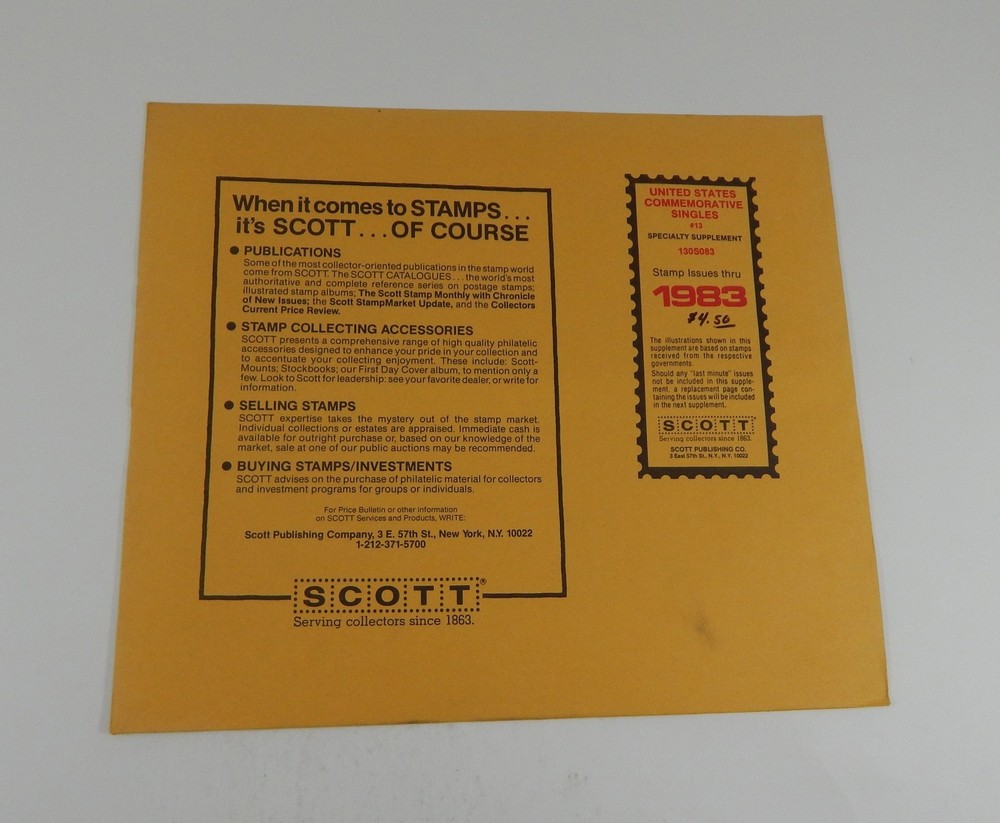 When it comes to STAMPS...
it's SCOTT...OF COURSE
● PUBLICATIONS
Some of the most collector-oriented publications in the stamp world
come from SCOTT. The SCOTT CATALOGUES... the world's most
authoritative and complete reference series on postage stamps;
illustrated stamp albums; The Scott Stamp Monthly with Chronicle
of New Issues; the Scott StampMarket Update, and the Collectors
Current Price Review.
● STAMP COLLECTING ACCESSORIES
SCOTT presents a comprehensive range of high quality philatelic
accessories designed to enhance your pride in your collection and
to accentuate your collecting enjoyment. These include: Scott-
Mounts; Stockbooks; our First Day Cover album, to mention only a
few. Look to Scott for leadership: see your favorite dealer, or write for
information.
● SELLING STAMPS
SCOTT expertise takes the mystery out of the stamp market.
Individual collections or estates are appraised. Immediate cash is
available for outright purchase or, based on our knowledge of the
market, sale at one of our public auctions may be recommended.
● BUYING STAMPS/INVESTMENTS
SCOTT advises on the purchase of philatelic material for collectors
and investment programs for groups or individuals.
For Price Bulletin or other information
on SCOTT Services and Products, WRITE:
Scott Publishing Company, 3 E. 57th St., New York, N.Y. 10022
1-212-371-5700
SCOTT®
Serving collectors since 1863.
UNITED STATES
COMMEMORATIVE
SINGLES
#13
SPECIALTY SUPPLEMENT
130S083
Stamp Issues thru
1983
$4.50
The illustrations shown in this
supplement are based on stamps
received from the respective
governments.
Should any "last minute" issues
not be included in this supple-
ment, a replacement page con-
taining the issues will be included
in the next supplement.
SCOTT
Serving collectors since 1863.
SCOTT PUBLISHING CO.
3 East 57th St., N.Y., N.Y. 10022